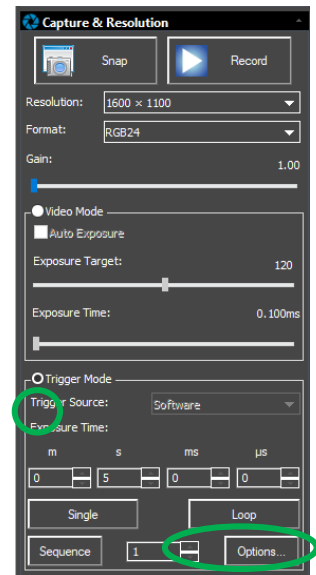 Capture & Resolution
Snap Record
Resolution: 1600 × 1100
Format: RGB24
Gain: 1.00
Video Mode
Auto Exposure
Exposure Target: 120
Exposure Time: 0.100ms
Trigger Mode
Trigger Source: Software
Exposure Time:
m s ms µs
0 5 0 0
Single Loop
Sequence 1 Options...